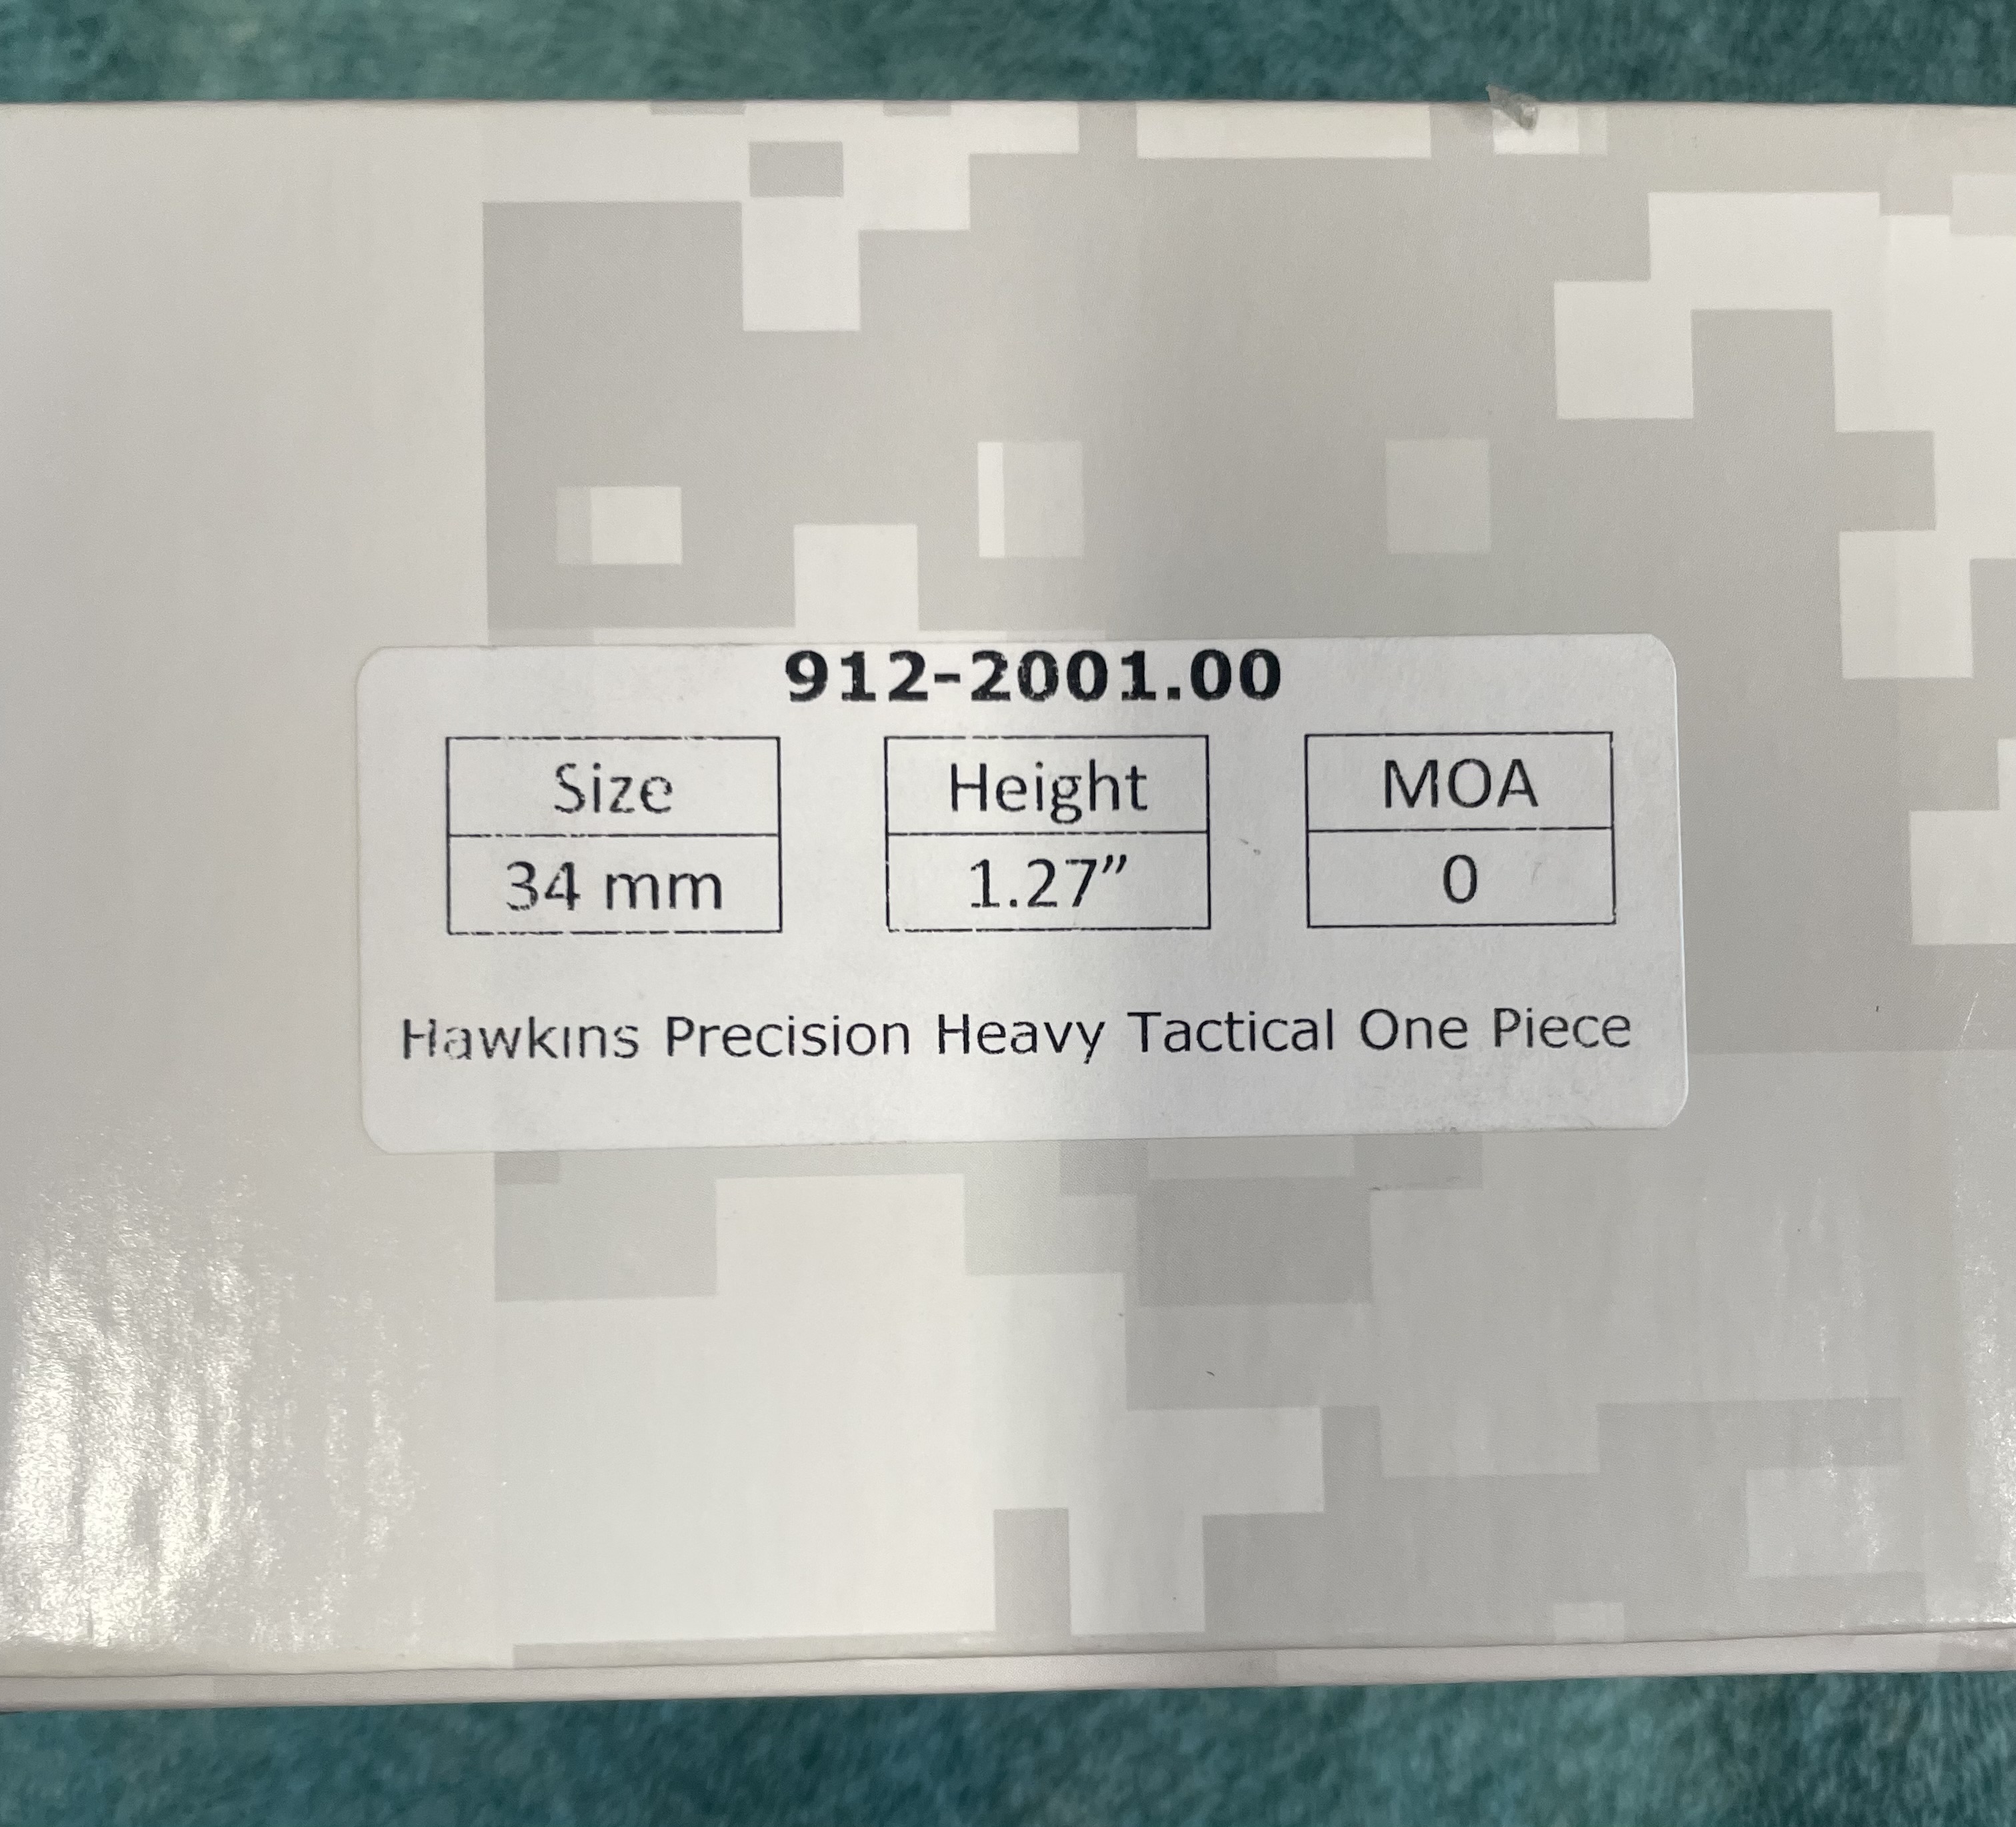 912-2001.00
Size Height MOA
34 mm 1.27” 0
Hawkins Precision Heavy Tactical One Piece